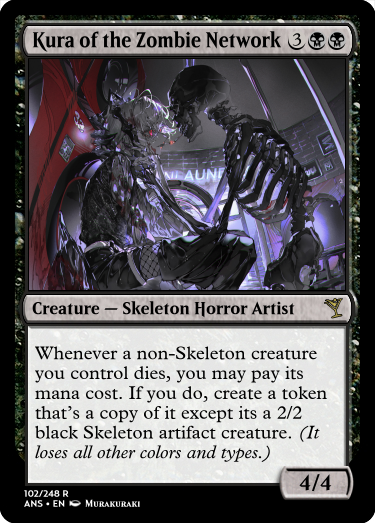 Kura of the Zombie Network 3
Creature — Skeleton Horror Artist
Whenever a non-Skeleton creature
you control dies, you may pay its
mana cost. If you do, create a token
that's a copy of it except its a 2/2
black Skeleton artifact creature. (It
loses all other colors and types.)
4/4
102/248 R
ANS • EN Murakuraki